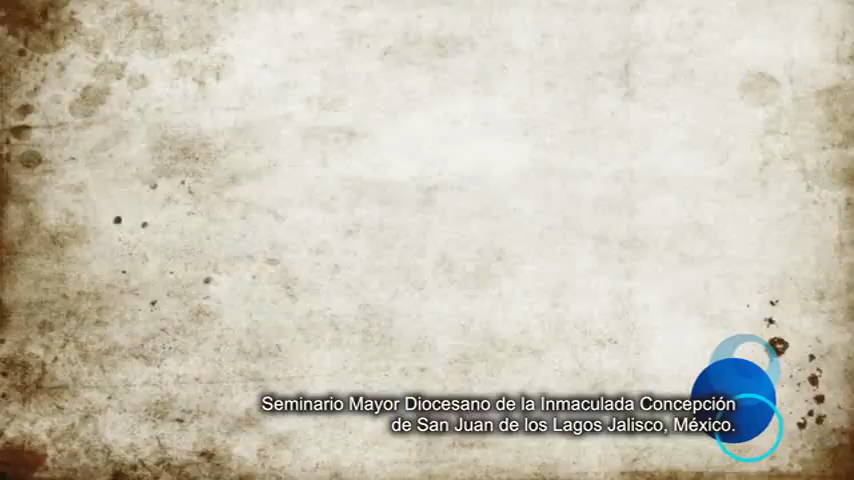 Seminario Mayor Diocesano de la Inmaculada Concepción
de San Juan de los Lagos Jalisco, México.